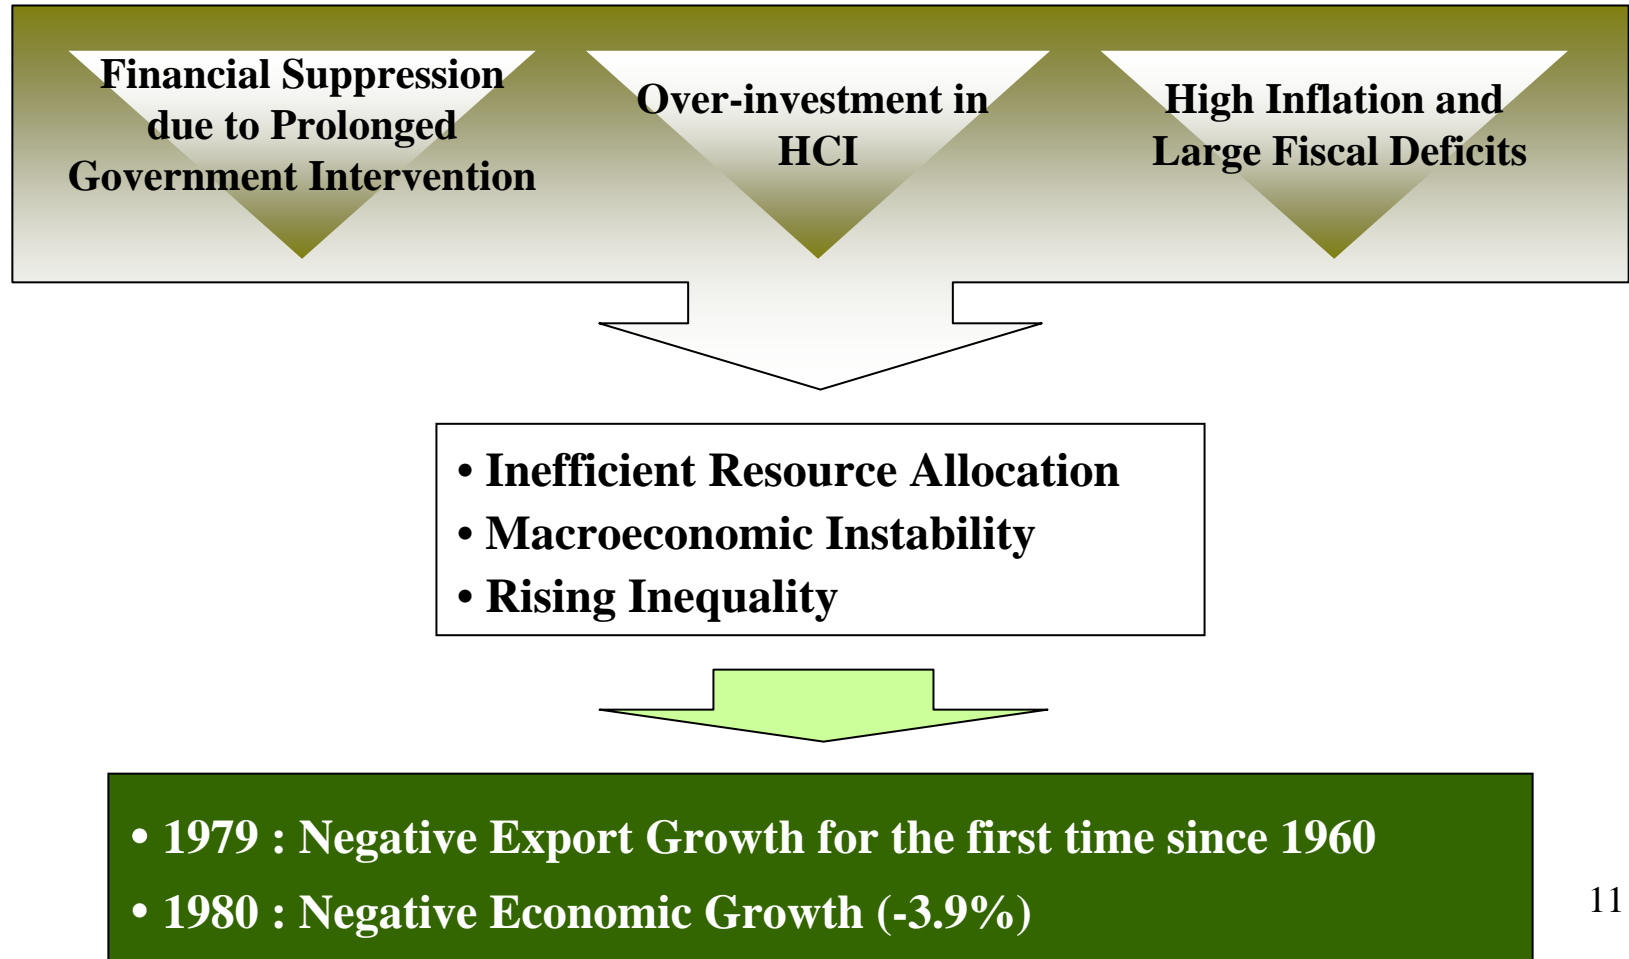 Financial Suppression
due to Prolonged
Government Intervention
Over-investment in
HCI
High Inflation and
Large Fiscal Deficits
• Inefficient Resource Allocation
• Macroeconomic Instability
• Rising Inequality
• 1979 : Negative Export Growth for the first time since 1960
• 1980 : Negative Economic Growth (-3.9%)
11